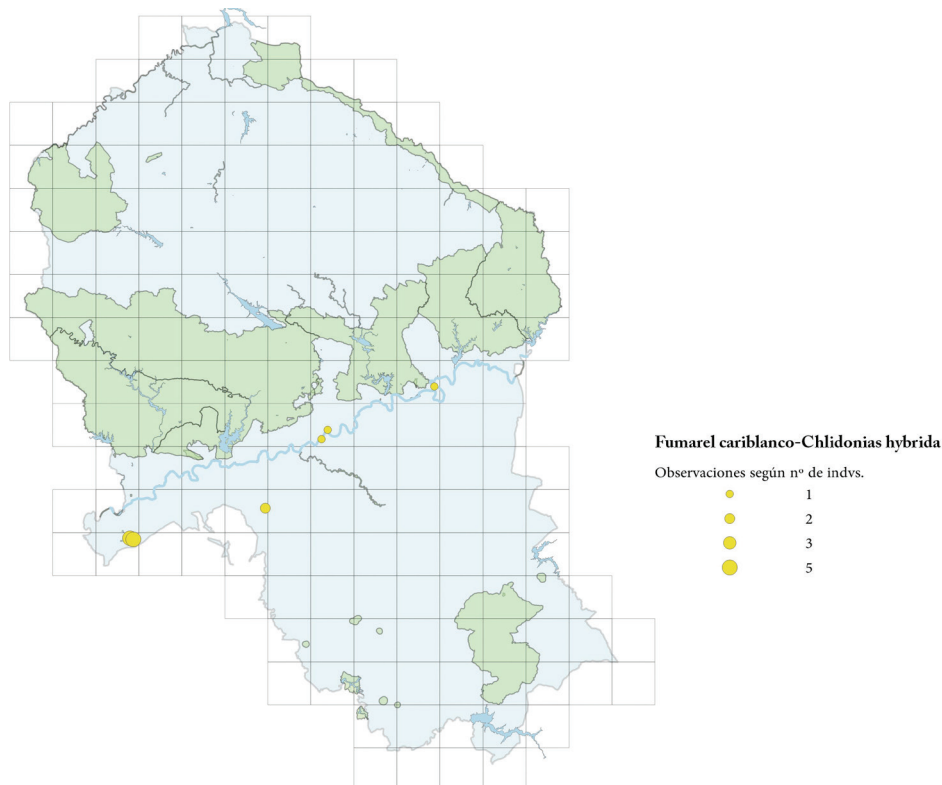 Fumarel cariblanco-Chlidonias hybrida
Observaciones según nº de indvs.
1
2
3
5